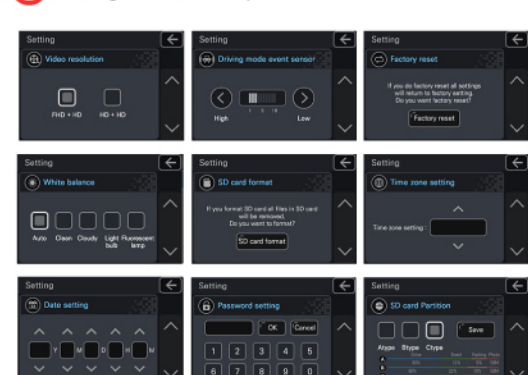 Setting
Video resolution
FHD + HD HD + HD
Setting
Driving mode event sensor
High Low
Setting
Factory reset
If you do factory reset all settings
will return to factory setting.
Do you want factory reset?
Factory reset
Setting
White balance
Auto Clean Cloudy Light bulb Fluorescent lamp
Setting
SD card format
If you format SD card all files in SD card
will be removed.
Do you want to format?
SD card format
Setting
Time zone setting
Time zone setting :
Setting
Date setting
Y M D H M
Setting
Password setting
OK Cancel
1 2 3 4 5
6 7 8 9 0
Setting
SD card Partition
Save
Atype Btype Ctype